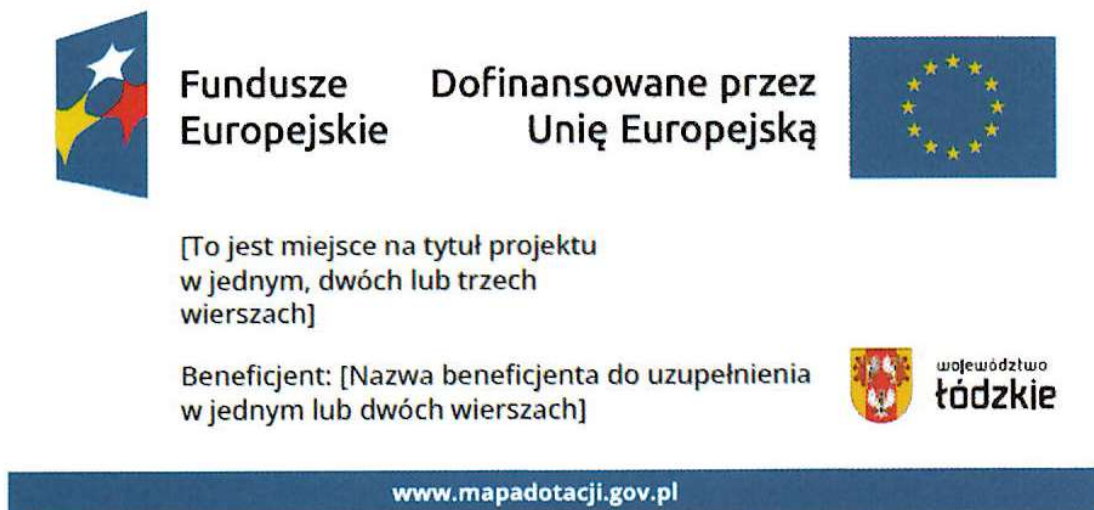 Fundusze
Europejskie
Dofinansowane przez
Unię Europejską
[To jest miejsce na tytuł projektu
w jednym, dwóch lub trzech
wierszach]
Beneficjent: [Nazwa beneficjenta do uzupełnienia
w jednym lub dwóch wierszach]
województwo
łódzkie
www.mapadotacji.gov.pl